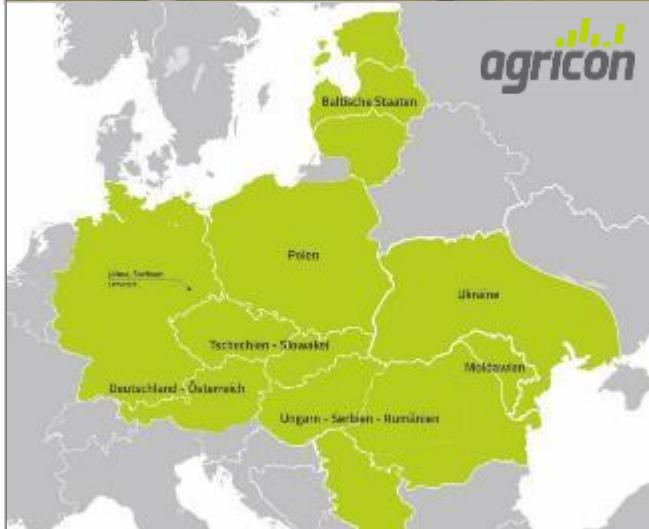 agricon
Baltische Staaten
Polen
Ukraine
Tschechien - Slowakei
Moldawien
Deutschland - Österreich
Ungarn - Serbien - Rumänien